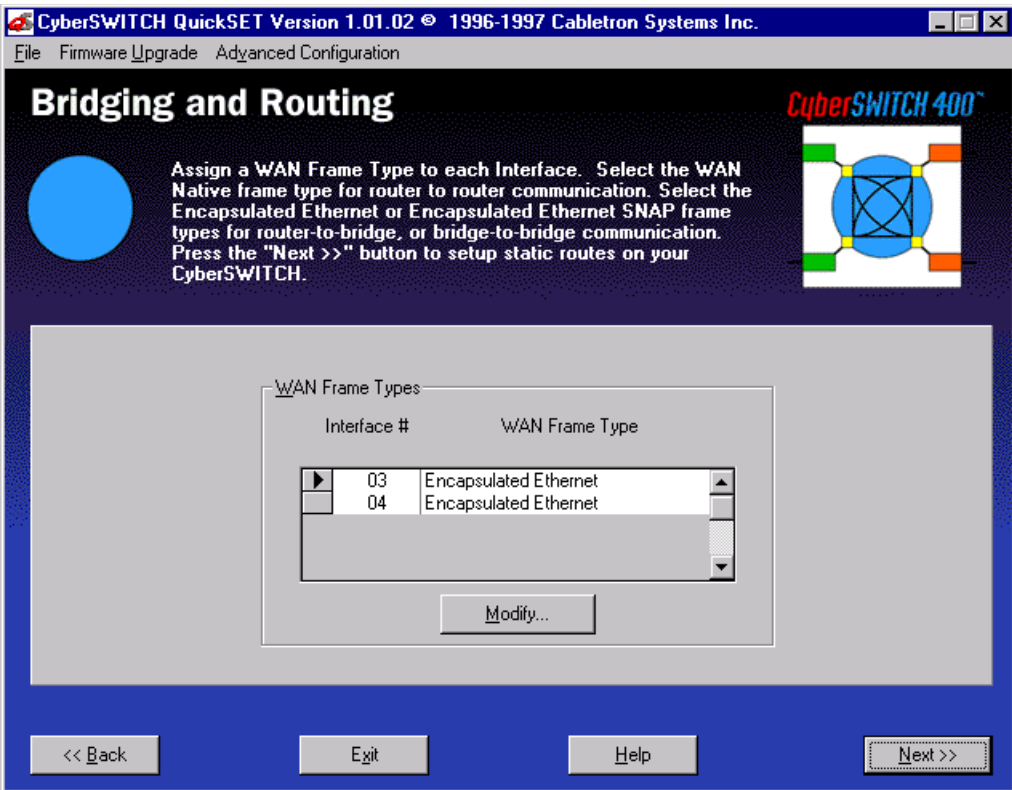 CyberSWITCH QuickSET Version 1.01.02 © 1996-1997 Cabletron Systems Inc.
File Firmware Upgrade Advanced Configuration
Bridging and Routing
CyberSWITCH 400™
Assign a WAN Frame Type to each Interface. Select the WAN
Native frame type for router to router communication. Select the
Encapsulated Ethernet or Encapsulated Ethernet SNAP frame
types for router-to-bridge, or bridge-to-bridge communication.
Press the "Next >>" button to setup static routes on your
CyberSWITCH.
WAN Frame Types
Interface # WAN Frame Type
03 Encapsulated Ethernet
04 Encapsulated Ethernet
Modify...
<< Back Exit Help Next >>